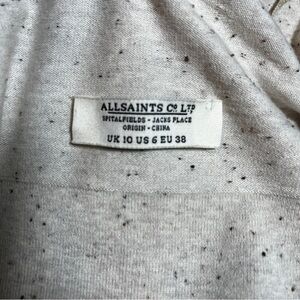 ALLSAINTS Cº LTD
SPITALFIELDS - JACKS PLACE
ORIGIN - CHINA
UK 10 US 6 EU 38